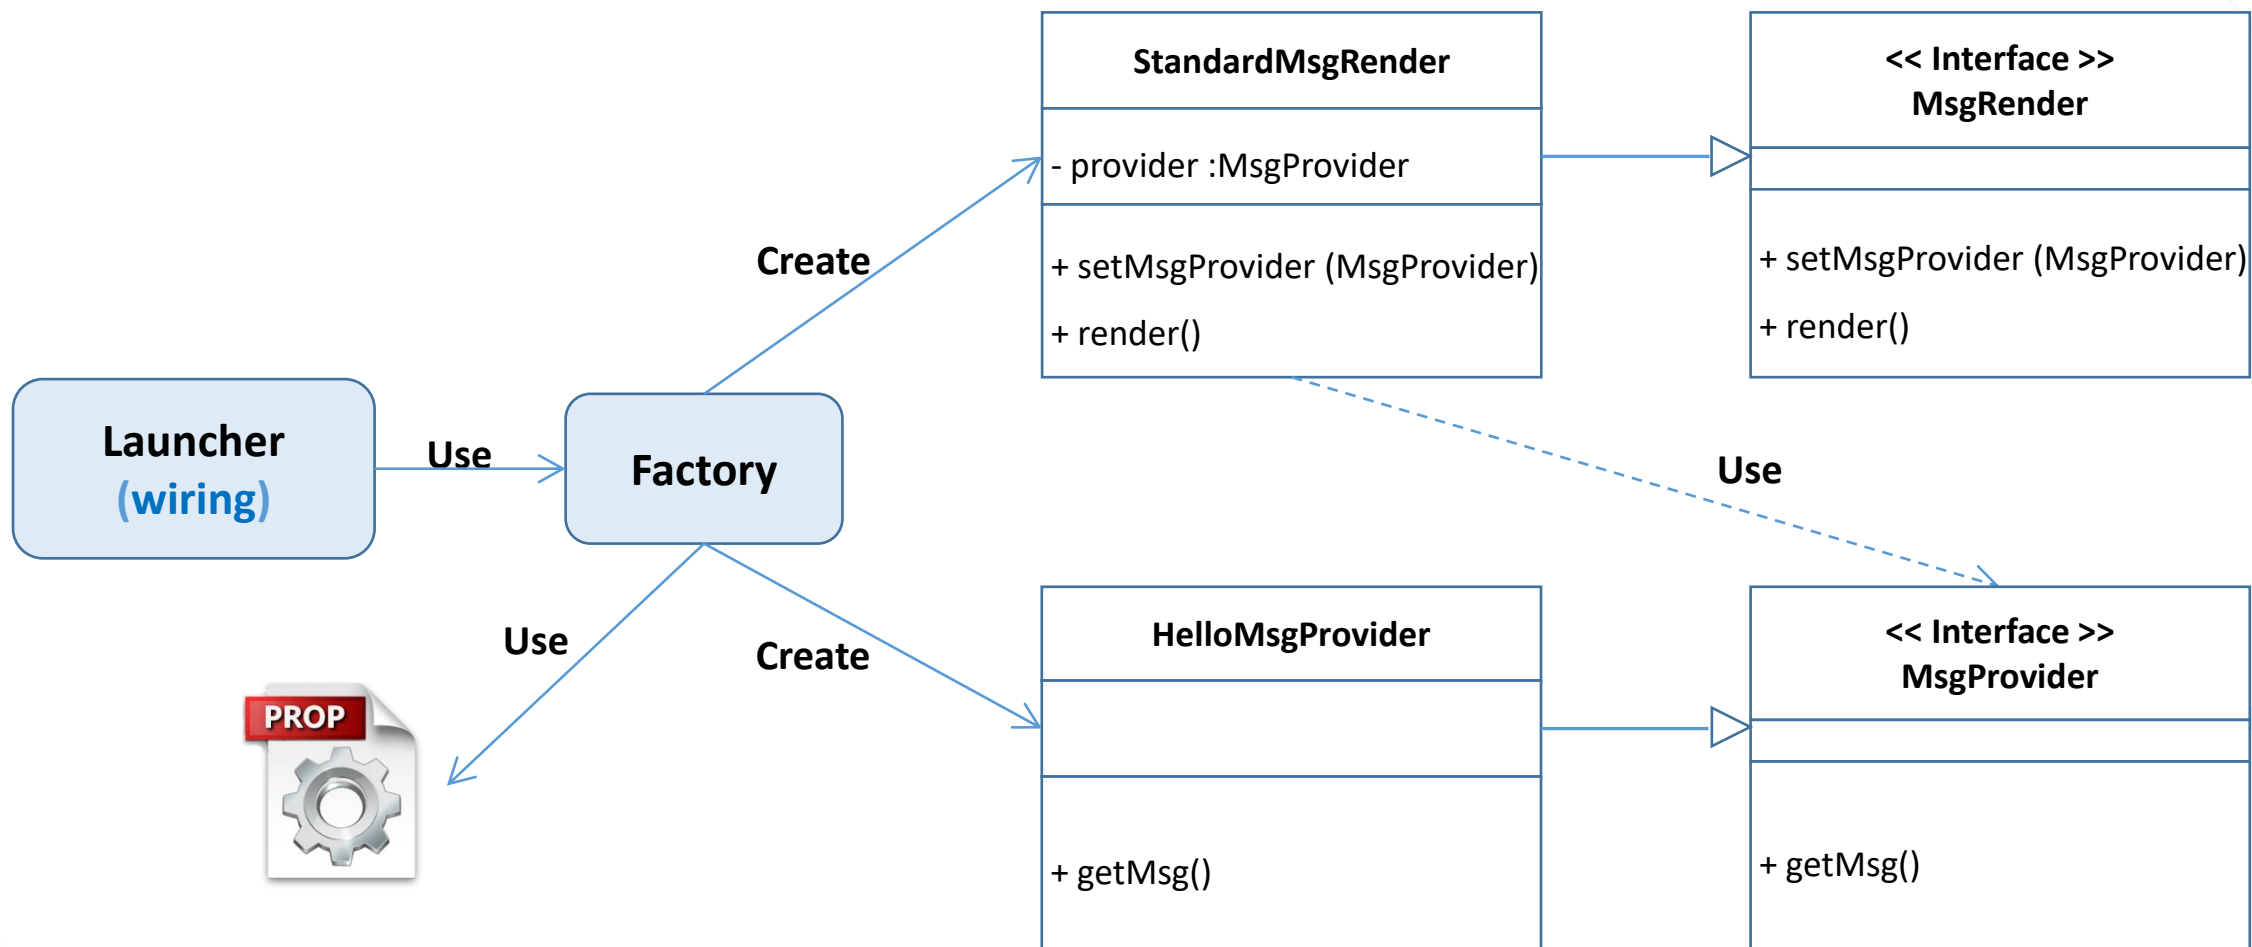 StandardMsgRender
- provider :MsgProvider
+ setMsgProvider (MsgProvider)
+ render()
<< Interface >>
MsgRender
+ setMsgProvider (MsgProvider)
+ render()
Create
Launcher
(wiring)
Use
Factory
Use
Use
Create
PROP
HelloMsgProvider
+ getMsg()
<< Interface >>
MsgProvider
+ getMsg()